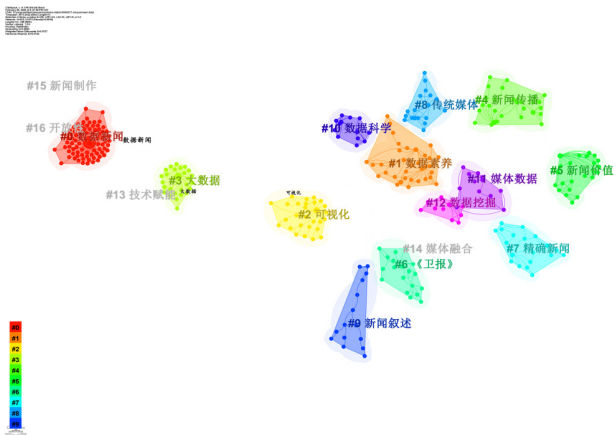 #15 新闻制作
#8 传统媒体
#4 新闻传播
#16 开放
#10 数据科学
#0 数据新闻
数据新闻
#1 数据素养
#5 新闻价值
#3 大数据
#11 媒体数据
#13 技术赋能
大数据
可视化
#12 数据挖掘
#2 可视化
#14 媒体融合
#7 精确新闻
#6 《卫报》
#9 新闻叙述
#0
#1
#2
#3
#4
#5
#6
#7
#8
#9